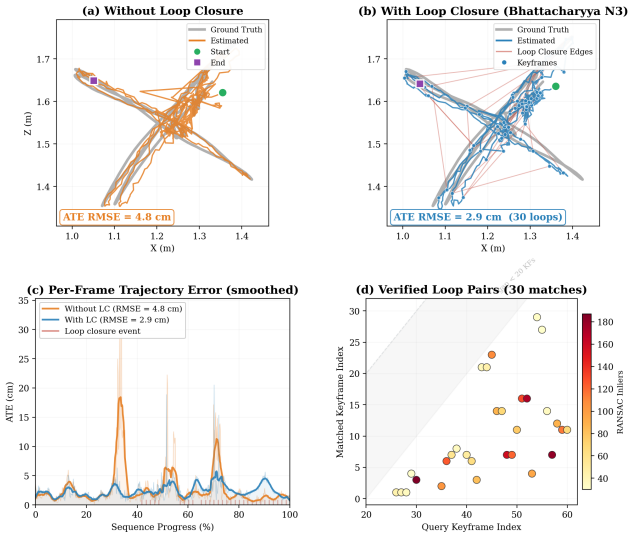 (a) Without Loop Closure
Ground Truth
Estimated
Start
End
1.7
1.6
1.5
1.4
Z (m)
ATE RMSE = 4.8 cm
1.0
1.1
1.2
1.3
1.4
X (m)
(b) With Loop Closure (Bhattacharyya N3)
Ground Truth
Estimated
Loop Closure Edges
Keyframes
1.7
1.6
1.5
1.4
ATE RMSE = 2.9 cm (30 loops)
1.0
1.1
1.2
1.3
1.4
X (m)
(c) Per-Frame Trajectory Error (smoothed)
Without LC (RMSE = 4.8 cm)
With LC (RMSE = 2.9 cm)
Loop closure event
35
30
25
20
15
10
5
0
ATE (cm)
0
20
40
60
80
100
Sequence Progress (%)
< 20 KFs
(d) Verified Loop Pairs (30 matches)
30
25
20
15
10
5
0
Matched Keyframe Index
20
30
40
50
60
Query Keyframe Index
180
160
140
120
100
80
60
40
RANSAC Inliers